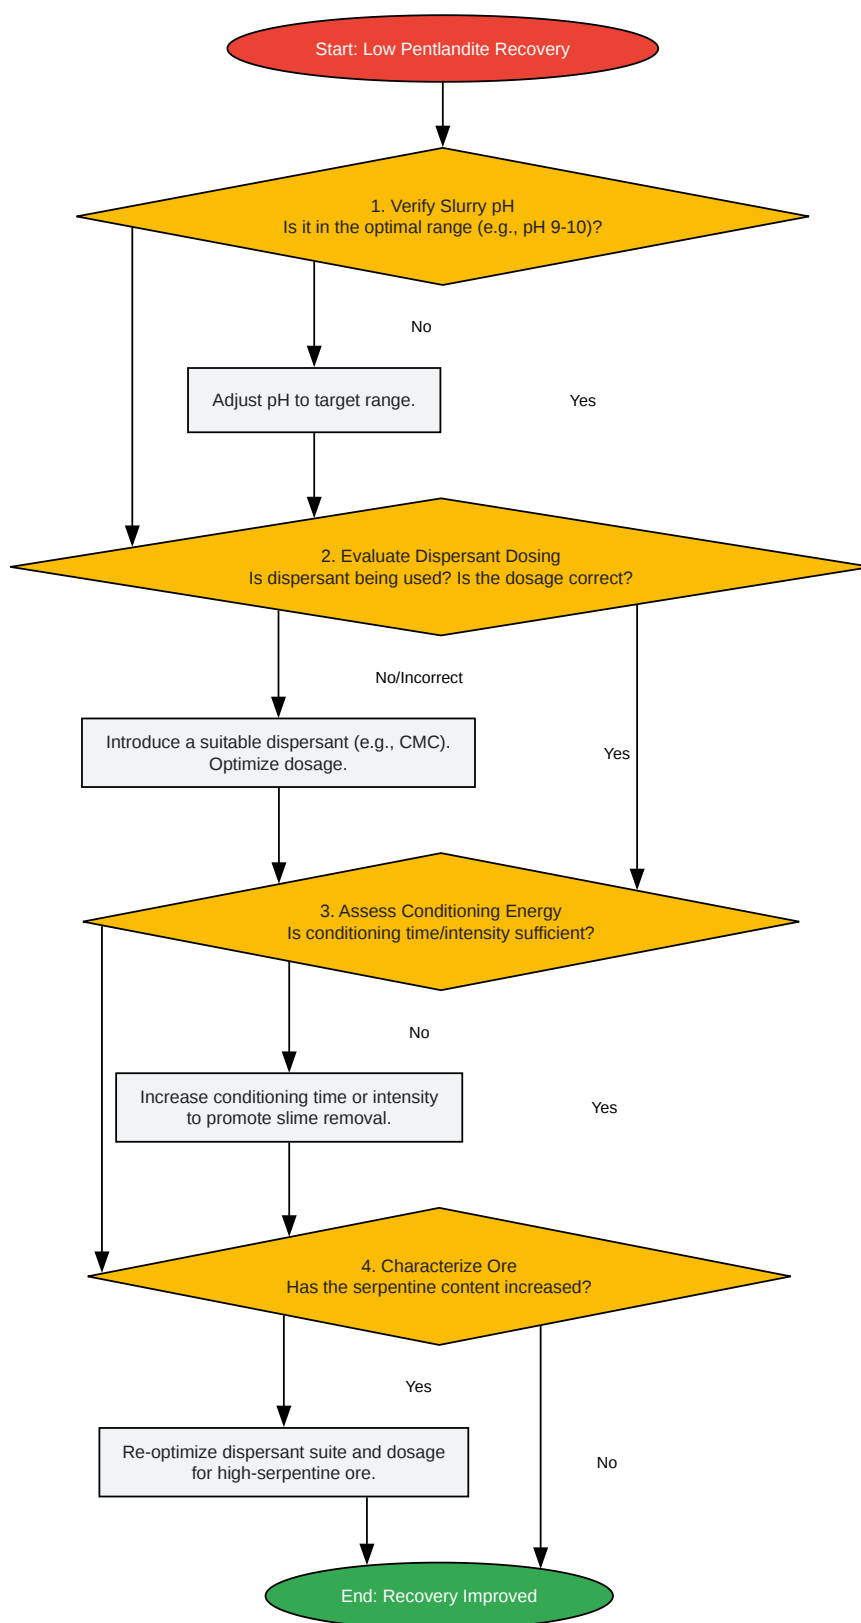 Start: Low Pentlandite Recovery
1. Verify Slurry pH
Is it in the optimal range (e.g., pH 9-10)?
No
Adjust pH to target range.
Yes
2. Evaluate Dispersant Dosing
Is dispersant being used? Is the dosage correct?
No/Incorrect
Introduce a suitable dispersant (e.g., CMC).
Optimize dosage.
Yes
3. Assess Conditioning Energy
Is conditioning time/intensity sufficient?
No
Increase conditioning time or intensity
to promote slime removal.
Yes
4. Characterize Ore
Has the serpentine content increased?
Yes
Re-optimize dispersant suite and dosage
for high-serpentine ore.
No
End: Recovery Improved